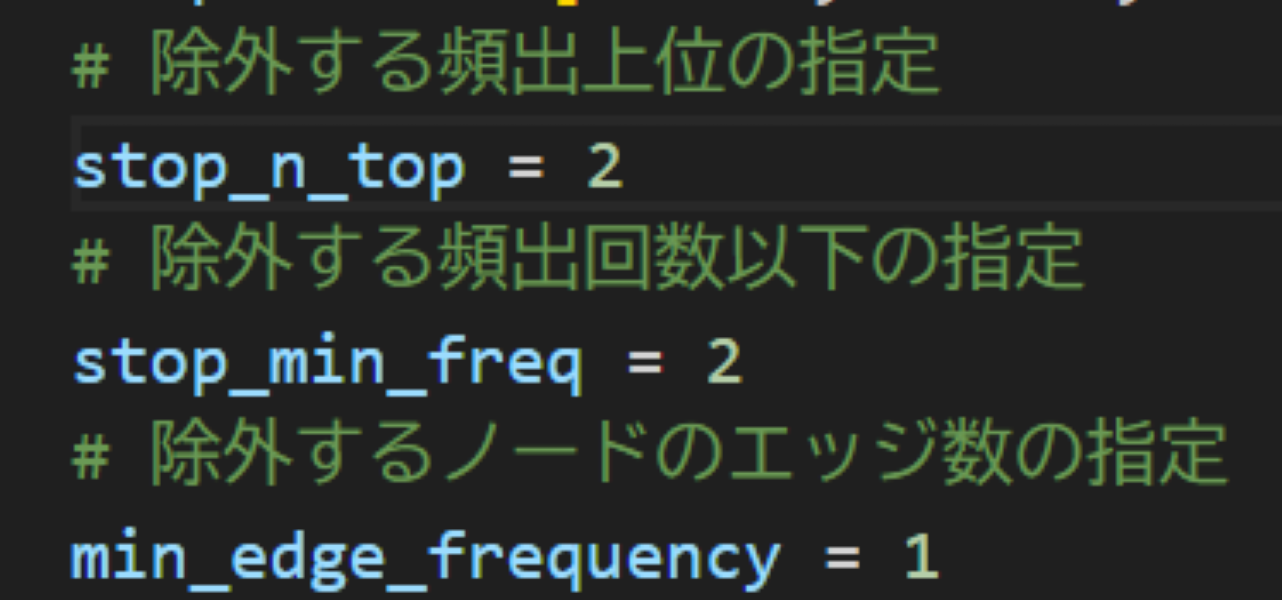 # 除外する頻出上位の指定
stop_n_top = 2
# 除外する頻出回数以下の指定
stop_min_freq = 2
# 除外するノードのエッジ数の指定
min_edge_frequency = 1